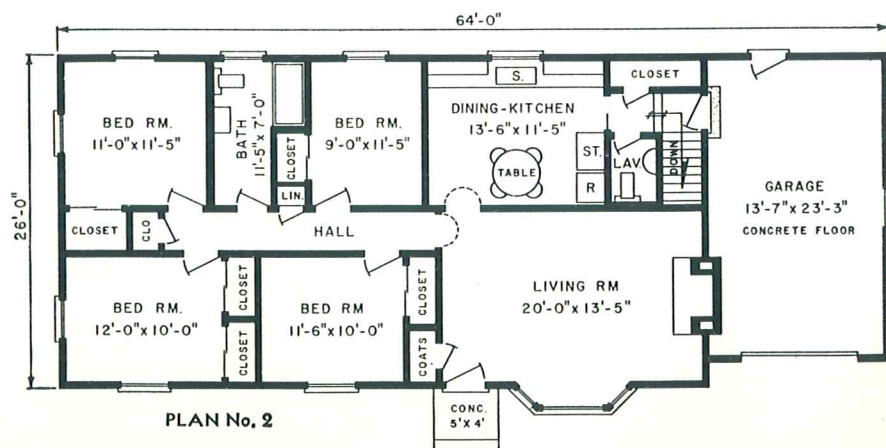 64'-0"
26'-0"
BED RM.
11'-0" x 11'-5"
BATH
11'-5" x 7'-0"
CLOSET
LIN.
BED RM.
9'-0" x 11'-5"
S.
DINING-KITCHEN
13'-6" x 11'-5"
TABLE
ST.
R
CLOSET
LAV.
DOWN
GARAGE
13'-7" x 23'-3"
CONCRETE FLOOR
CLOSET
CLO
HALL
BED RM.
12'-0" x 10'-0"
CLOSET
CLOSET
BED RM
11'-6" x 10'-0"
CLOSET
COATS
LIVING RM
20'-0" x 13'-5"
CONC.
5' X 4'
PLAN No. 2